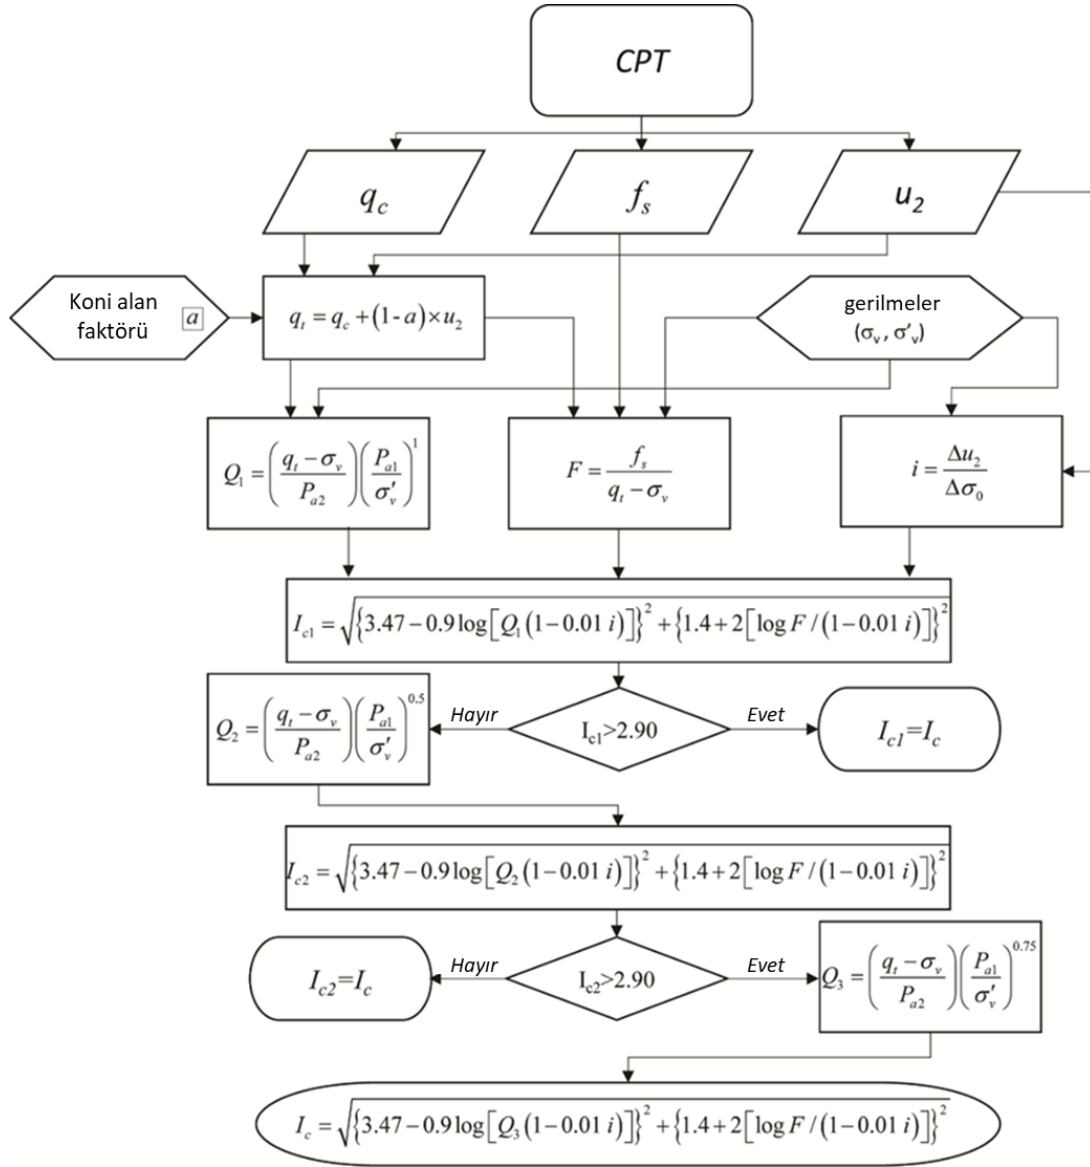 CPT
q_c
f_s
u_2
Koni alan
faktörü a
q_t = q_c + (1-a)×u_2
gerilmeler
(σ_v, σ'_v)
Q_1 = ((q_t − σ_v)/P_a2)(P_a1/σ'_v)^1
F = f_s/(q_t − σ_v)
i = Δu_2/Δσ_0
I_c1 = √({3.47 − 0.9 log[Q_1(1−0.01 i)]}^2 + {1.4 + 2[log F/(1−0.01 i)]}^2)
Q_2 = ((q_t − σ_v)/P_a2)(P_a1/σ'_v)^0.5
Hayır
I_c1>2.90
Evet
I_c1=I_c
I_c2 = √({3.47 − 0.9 log[Q_2(1−0.01 i)]}^2 + {1.4 + 2[log F/(1−0.01 i)]}^2)
I_c2=I_c
Hayır
I_c2>2.90
Evet
Q_3 = ((q_t − σ_v)/P_a2)(P_a1/σ'_v)^0.75
I_c = √({3.47 − 0.9 log[Q_3(1−0.01 i)]}^2 + {1.4 + 2[log F/(1−0.01 i)]}^2)